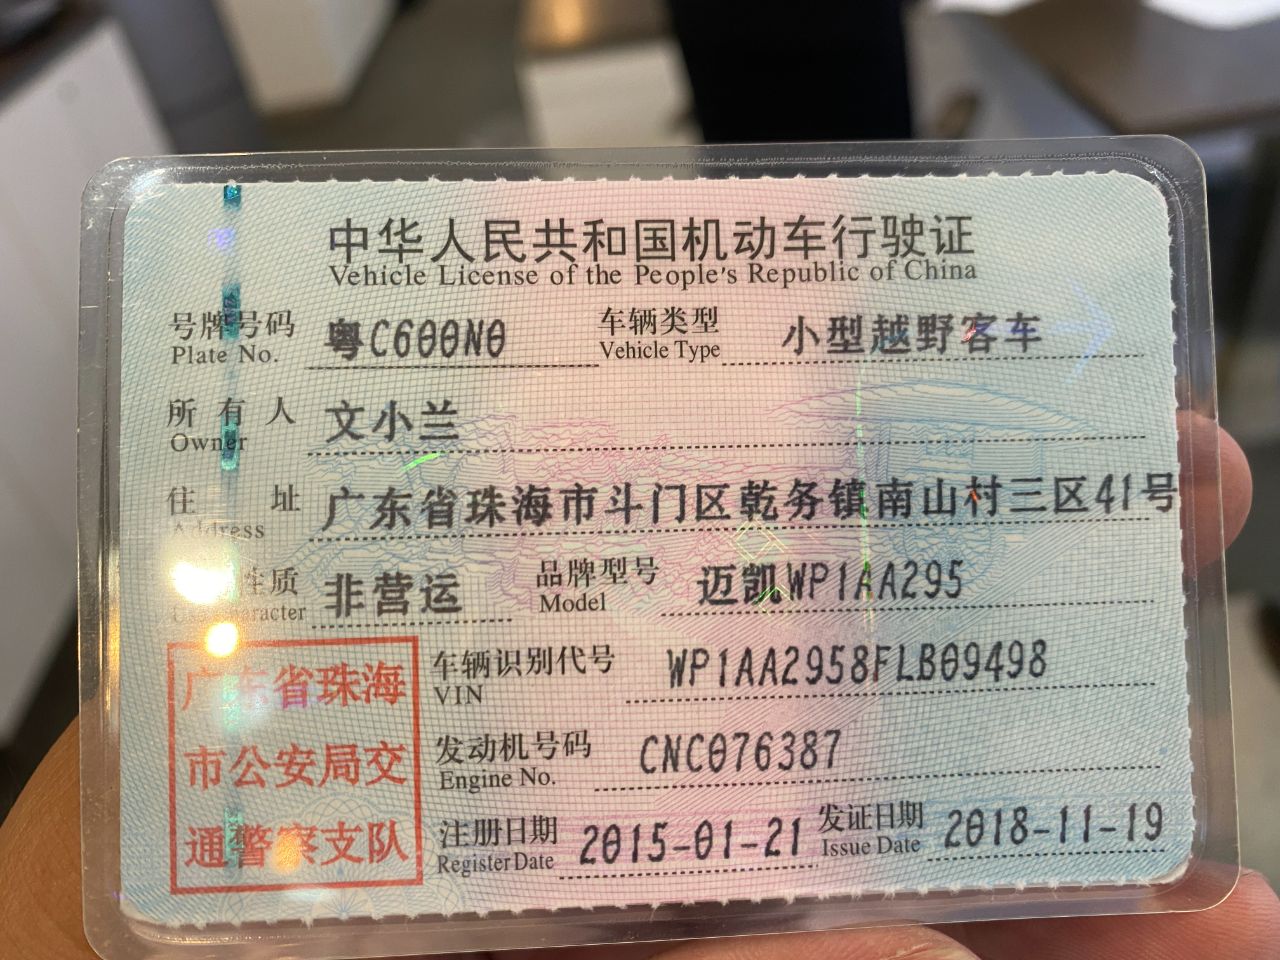 中华人民共和国机动车行驶证
Vehicle License of the People's Republic of China
号牌号码 粤C600N0 车辆类型 小型越野客车
Plate No. Vehicle Type
所有人 文小兰
Owner
住址 广东省珠海市斗门区乾务镇南山村三区41号
Address
性质 非营运 品牌型号 迈凯WP1AA295
Character Model
车辆识别代号 WP1AA2958FLB09498
VIN
发动机号码 CNC076387
Engine No.
注册日期 2015-01-21 发证日期 2018-11-19
Register Date Issue Date
广东省珠海
市公安局交
通警察支队